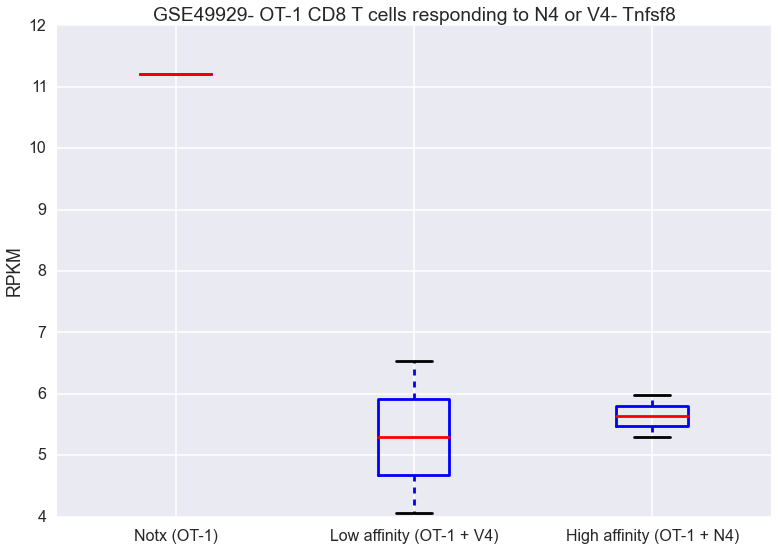 GSE49929- OT-1 CD8 T cells responding to N4 or V4- Tnfsf8
12
11
10
9
8
7
6
5
4
RPKM
Notx (OT-1)
Low affinity (OT-1 + V4)
High affinity (OT-1 + N4)